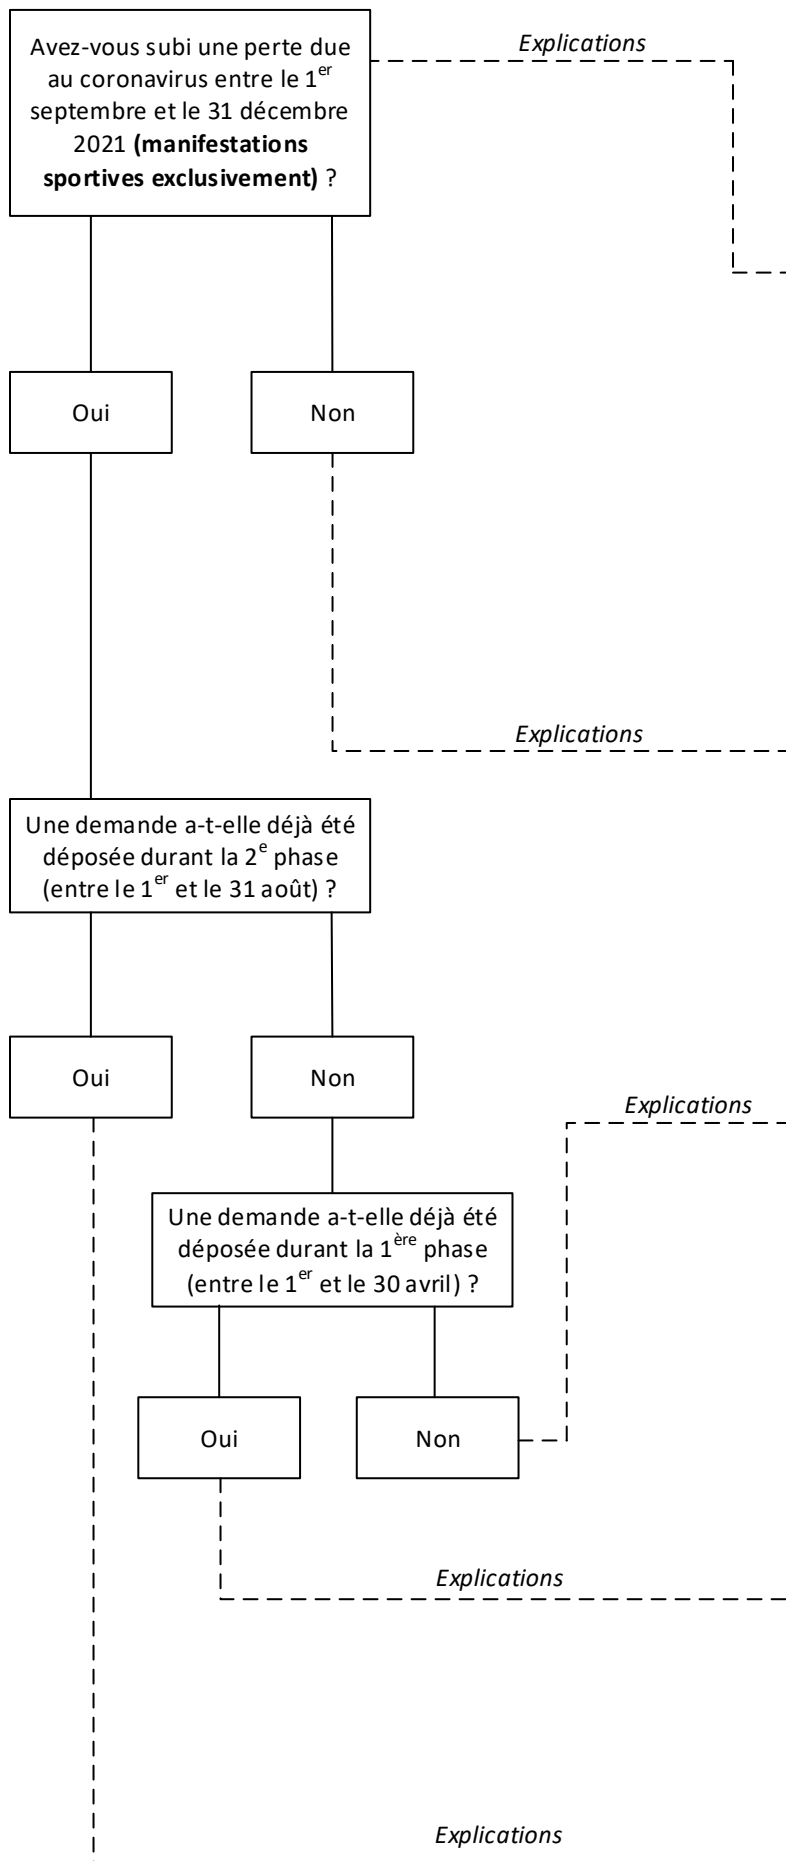 Explications
Avez-vous subi une perte due
au coronavirus entre le 1er
septembre et le 31 décembre
2021 (manifestations
sportives exclusivement) ?
Oui
Non
Explications
Une demande a-t-elle déjà été
déposée durant la 2e phase
(entre le 1er et le 31 août) ?
Oui
Non
Explications
Une demande a-t-elle déjà été
déposée durant la 1ère phase
(entre le 1er et le 30 avril) ?
Oui
Non
Explications
Explications